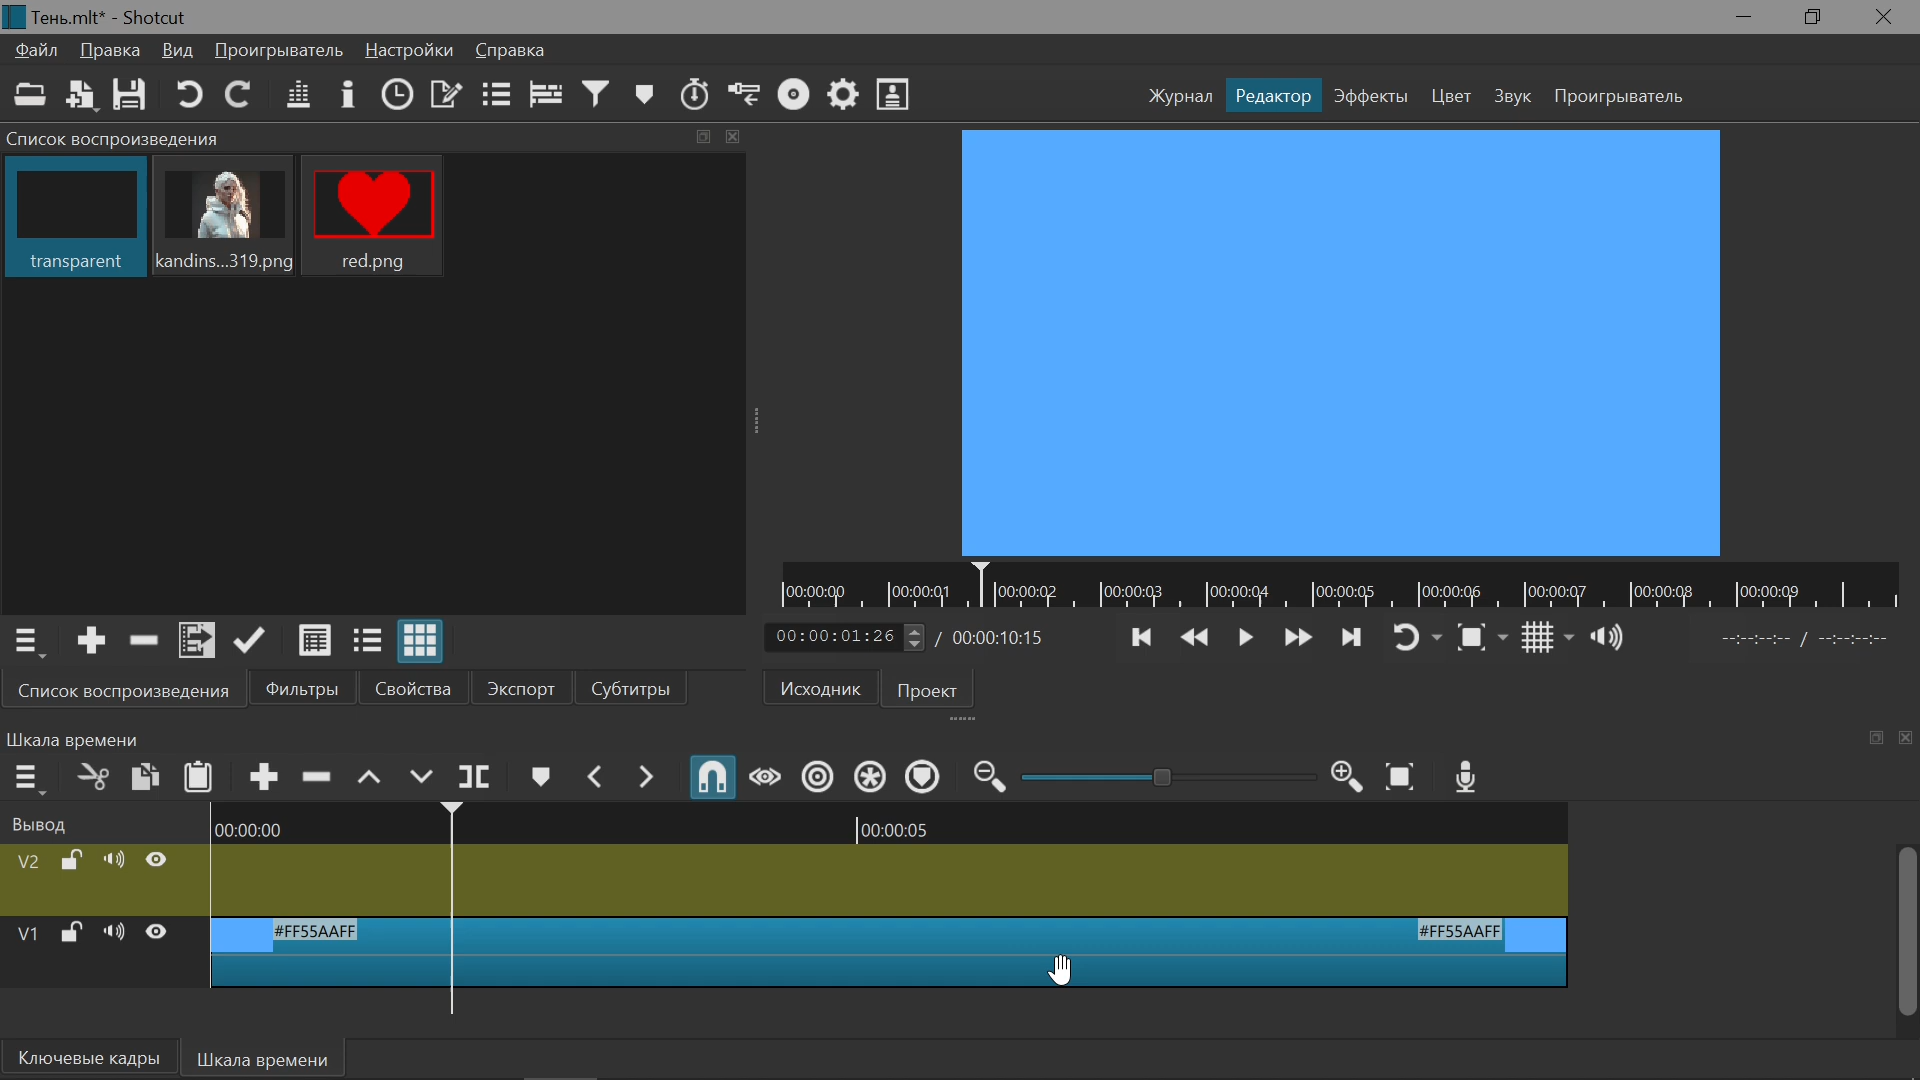 Тень.mlt* - Shotcut
Файл Правка Вид Проигрыватель Настройки Справка
Журнал Редактор Эффекты Цвет Звук Проигрыватель
Список воспроизведения
transparent kandins...319.png red.png
00:00:00 00:00:01 00:00:02 00:00:03 00:00:04 00:00:05 00:00:06 00:00:07 00:00:08 00:00:09
00:00:01:26 / 00:00:10:15 --:--:--:-- / --:--:--:--
Список воспроизведения Фильтры Свойства Экспорт Субтитры Исходник Проект
Шкала времени
Вывод 00:00:00 00:00:05
V2
V1 #FF55AAFF #FF55AAFF
Ключевые кадры Шкала времени